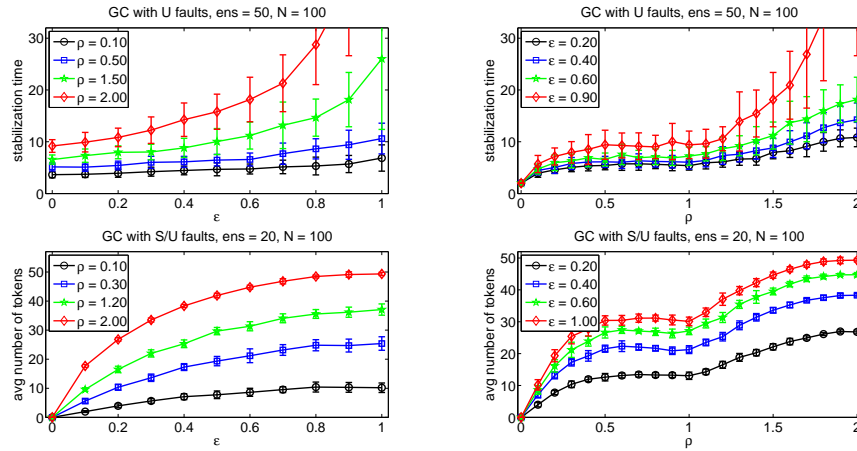 GC with U faults, ens = 50, N = 100
stabilization time
30
20
10
0
ρ = 0.10
ρ = 0.50
ρ = 1.50
ρ = 2.00
0 0.2 0.4 0.6 0.8 1
ε
GC with U faults, ens = 50, N = 100
stabilization time
30
20
10
0
ε = 0.20
ε = 0.40
ε = 0.60
ε = 0.90
0.5 1 1.5 2
ρ
GC with S/U faults, ens = 20, N = 100
avg number of tokens
50
40
30
20
10
0
ρ = 0.10
ρ = 0.30
ρ = 1.20
ρ = 2.00
0 0.2 0.4 0.6 0.8 1
ε
GC with S/U faults, ens = 20, N = 100
avg number of tokens
50
40
30
20
10
0
ε = 0.20
ε = 0.40
ε = 0.60
ε = 1.00
0.5 1 1.5 2
ρ